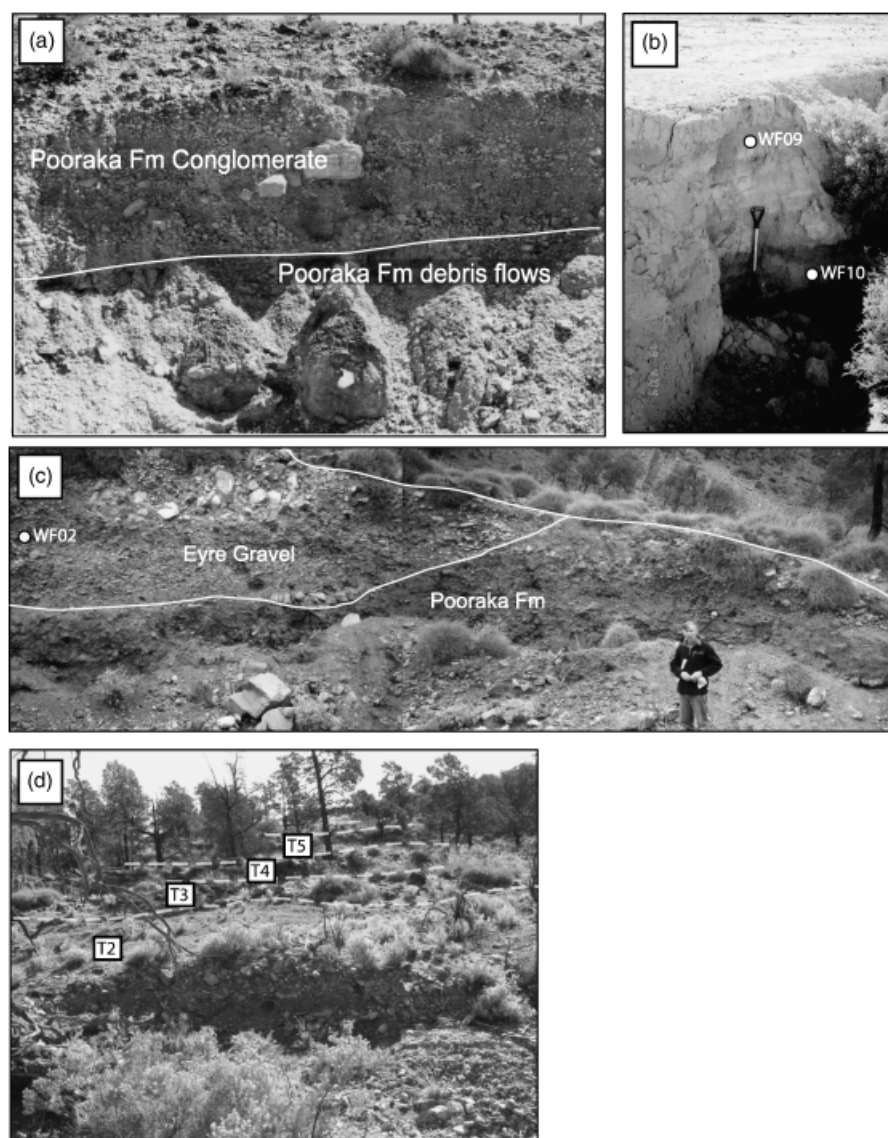 (a)
Pooraka Fm Conglomerate
Pooraka Fm debris flows
(b)
WF09
WF10
(c)
WF02
Eyre Gravel
Pooraka Fm
(d)
T5
T4
T3
T2